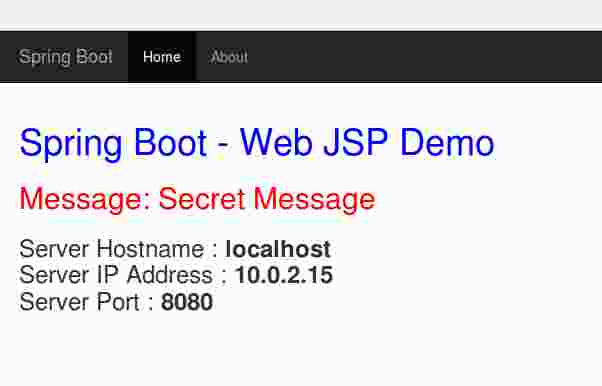 Spring Boot Home About
Spring Boot - Web JSP Demo
Message: Secret Message
Server Hostname : localhost
Server IP Address : 10.0.2.15
Server Port : 8080